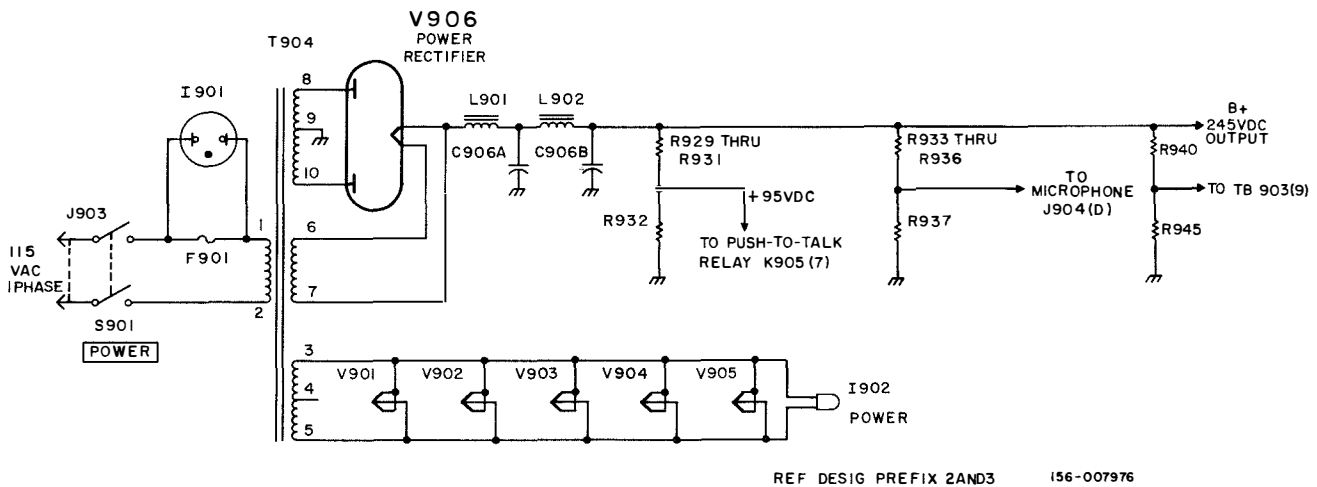 V906
POWER
RECTIFIER
T904
I901
8
9
10
L901
L902
C906A
C906B
R929 THRU
R931
R932
+95VDC
TO PUSH-TO-TALK
RELAY K905 (7)
R933 THRU
R936
R937
TO
MICROPHONE
J904 (D)
B+
245VDC
OUTPUT
R940
TO TB 903(9)
R945
J903
115
VAC
1PHASE
F901
1
2
6
7
S901
POWER
3
4
5
V901
V902
V903
V904
V905
I902
POWER
REF DESIG PREFIX 2AND3
156-007976